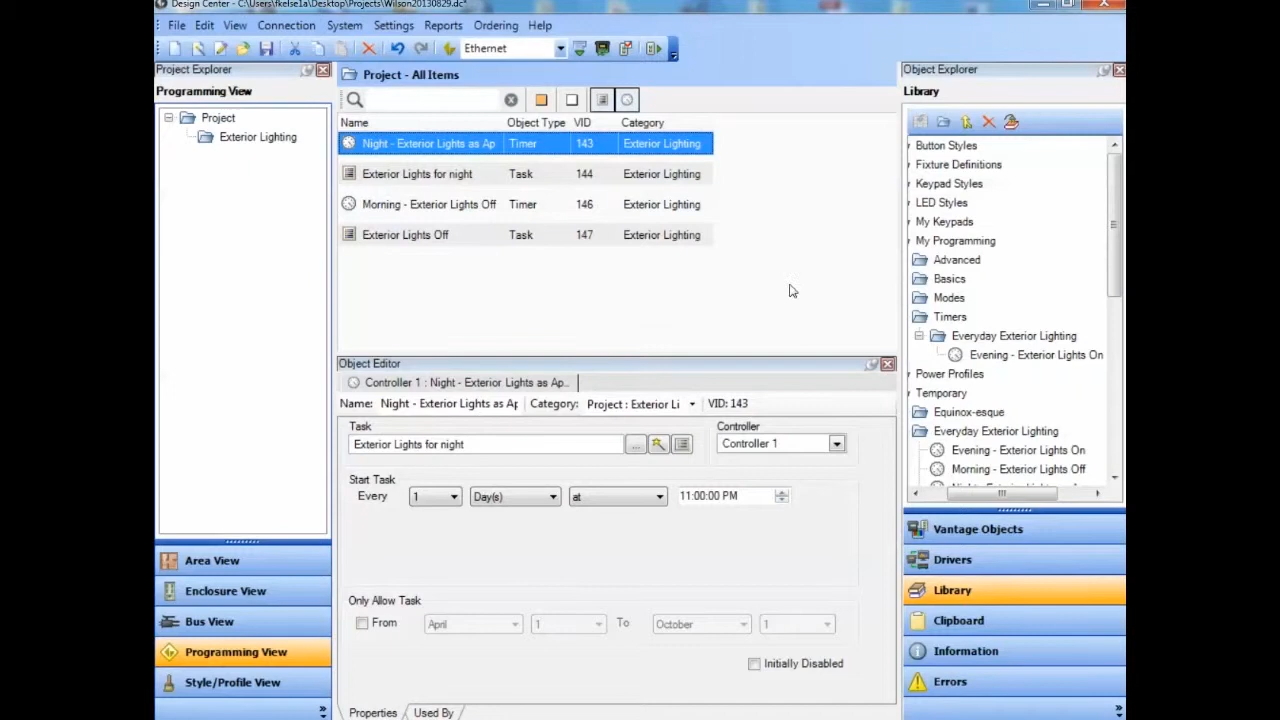 Design Center - C:\Users\fkelse1a\Desktop\Projects\Wilson20130829.dc*
File Edit View Connection System Settings Reports Ordering Help
Ethernet
Project Explorer
Programming View
Project
Exterior Lighting
Area View
Enclosure View
Bus View
Programming View
Style/Profile View
Project - All Items
Name Object Type VID Category
Night - Exterior Lights as Ap Timer 143 Exterior Lighting
Exterior Lights for night Task 144 Exterior Lighting
Morning - Exterior Lights Off Timer 146 Exterior Lighting
Exterior Lights Off Task 147 Exterior Lighting
Object Editor
Controller 1 : Night - Exterior Lights as Ap...
Name: Night - Exterior Lights as Ap Category: Project : Exterior Li VID: 143
Task
Exterior Lights for night ...
Controller
Controller 1
Start Task
Every 1 Day(s) at 11:00:00 PM
Only Allow Task
From April 1 To October 1
Initially Disabled
Properties Used By
Object Explorer
Library
Button Styles
Fixture Definitions
Keypad Styles
LED Styles
My Keypads
My Programming
Advanced
Basics
Modes
Timers
Everyday Exterior Lighting
Evening - Exterior Lights On
Power Profiles
Temporary
Equinox-esque
Everyday Exterior Lighting
Evening - Exterior Lights On
Morning - Exterior Lights Off
Vantage Objects
Drivers
Library
Clipboard
Information
Errors